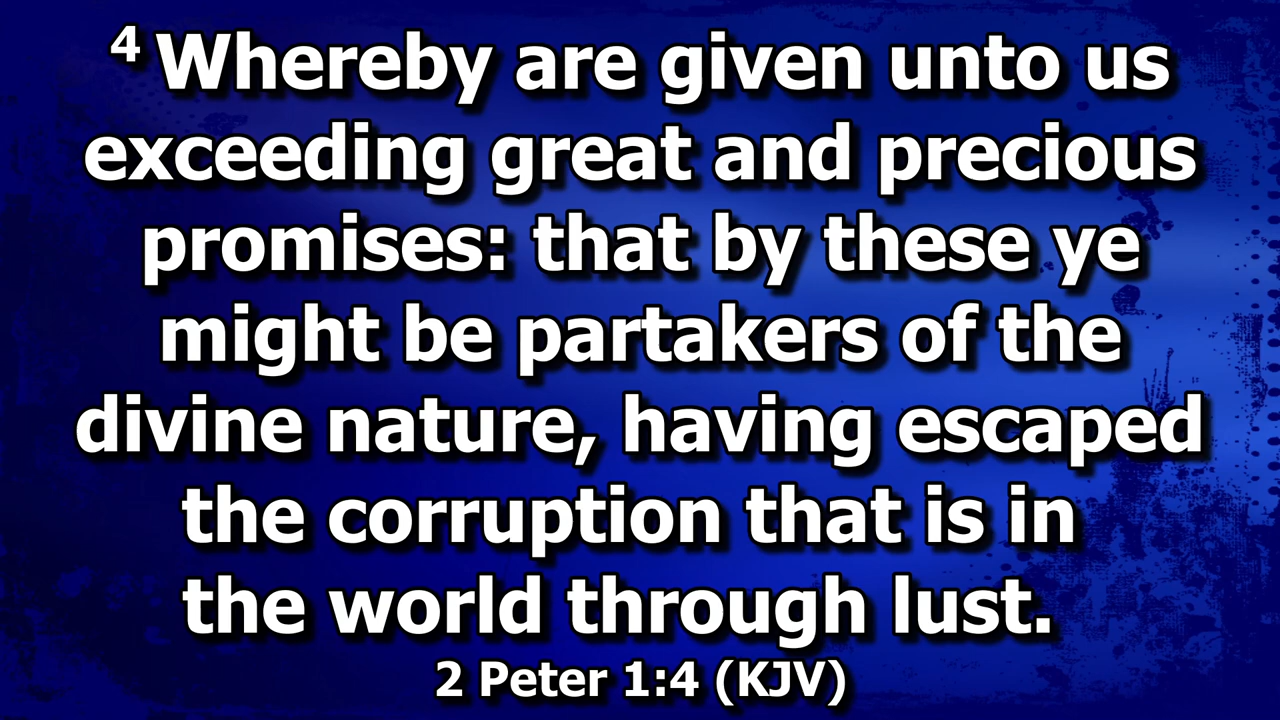 4 Whereby are given unto us
exceeding great and precious
promises: that by these ye
might be partakers of the
divine nature, having escaped
the corruption that is in
the world through lust.
2 Peter 1:4 (KJV)